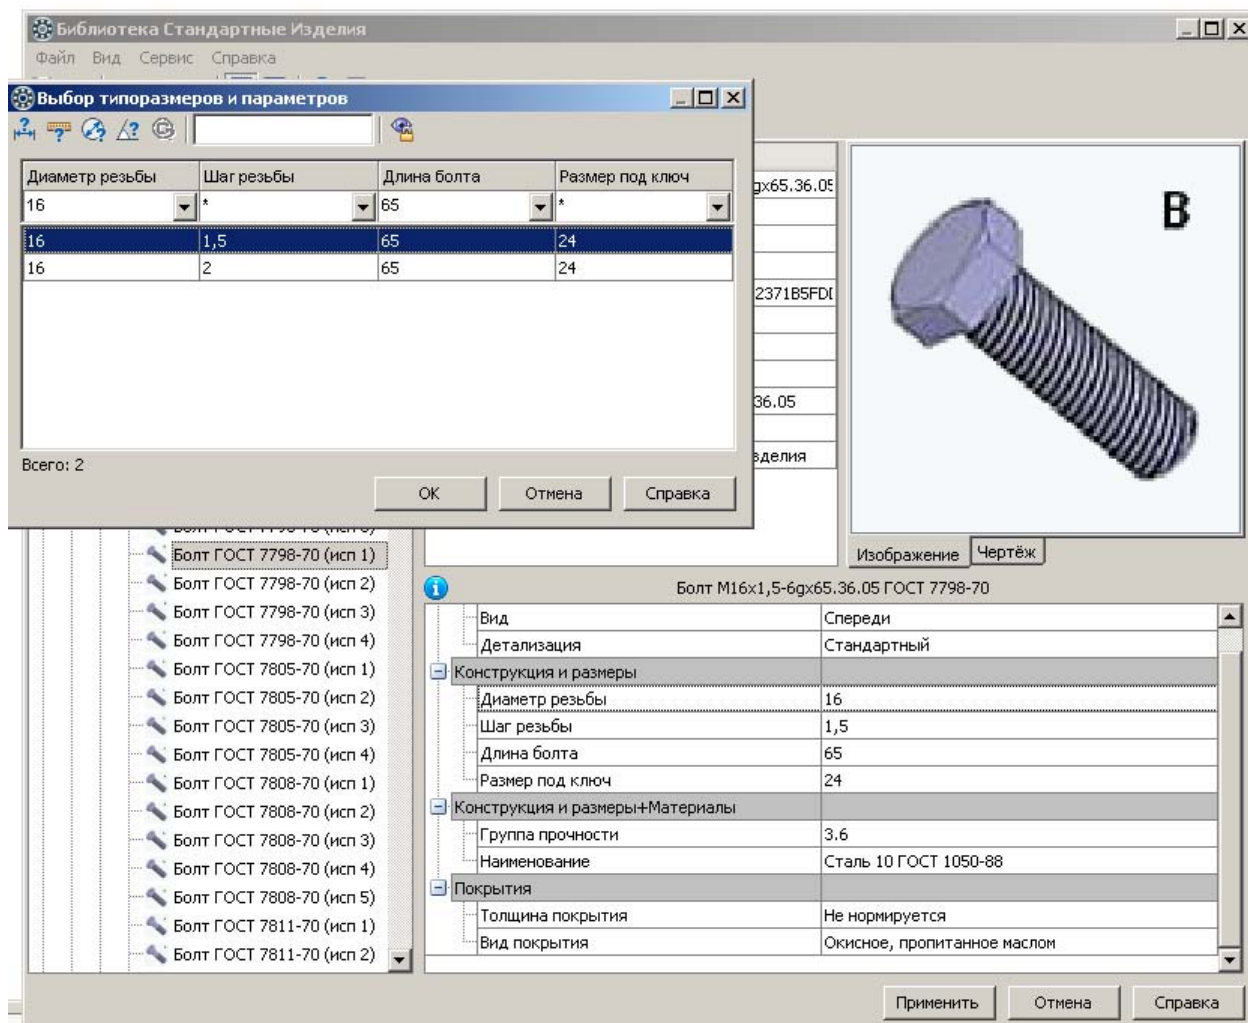 Библиотека Стандартные Изделия
Файл Вид Сервис Справка
Выбор типоразмеров и параметров
Диаметр резьбы Шаг резьбы Длина болта Размер под ключ
16 * 65 *
16 1,5 65 24
16 2 65 24
Всего: 2
OK Отмена Справка
gx65.36.05
2371B5FD
36.05
зделия
B
Изображение Чертёж
Болт ГОСТ 7798-70 (исп 1)
Болт ГОСТ 7798-70 (исп 2)
Болт ГОСТ 7798-70 (исп 3)
Болт ГОСТ 7798-70 (исп 4)
Болт ГОСТ 7805-70 (исп 1)
Болт ГОСТ 7805-70 (исп 2)
Болт ГОСТ 7805-70 (исп 3)
Болт ГОСТ 7805-70 (исп 4)
Болт ГОСТ 7808-70 (исп 1)
Болт ГОСТ 7808-70 (исп 2)
Болт ГОСТ 7808-70 (исп 3)
Болт ГОСТ 7808-70 (исп 4)
Болт ГОСТ 7808-70 (исп 5)
Болт ГОСТ 7811-70 (исп 1)
Болт ГОСТ 7811-70 (исп 2)
Болт М16х1,5-6gх65.36.05 ГОСТ 7798-70
Вид Спереди
Детализация Стандартный
Конструкция и размеры
Диаметр резьбы 16
Шаг резьбы 1,5
Длина болта 65
Размер под ключ 24
Конструкция и размеры+Материалы
Группа прочности 3.6
Наименование Сталь 10 ГОСТ 1050-88
Покрытия
Толщина покрытия Не нормируется
Вид покрытия Окисное, пропитанное маслом
Применить Отмена Справка